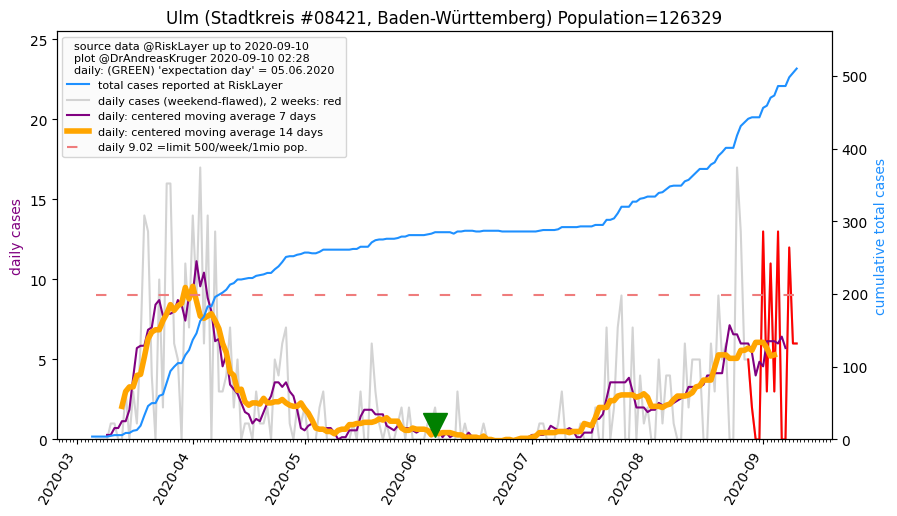 Ulm (Stadtkreis #08421, Baden-Württemberg) Population=126329
source data @RiskLayer up to 2020-09-10
plot @DrAndreasKruger 2020-09-10 02:28
daily: (GREEN) 'expectation day' = 05.06.2020
total cases reported at RiskLayer
daily cases (weekend-flawed), 2 weeks: red
daily: centered moving average 7 days
daily: centered moving average 14 days
daily 9.02 =limit 500/week/1mio pop.
daily cases
25
20
15
10
5
0
cumulative total cases
500
400
300
200
100
0
2020-03
2020-04
2020-05
2020-06
2020-07
2020-08
2020-09